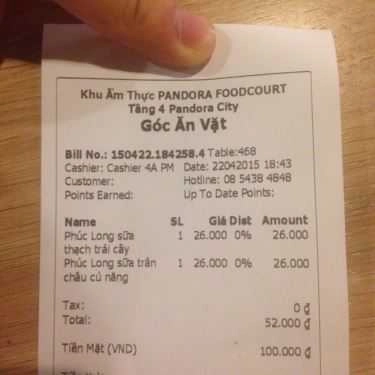 Khu Ẩm Thực PANDORA FOODCOURT
Tầng 4 Pandora City
Góc Ăn Vặt
Bill No.: 150422.184258.4 Table:468
Cashier: Cashier 4A PM Date: 22042015 18:43
Customer: Hotline: 08 5438 4848
Points Earned: Up To Date Points:
Name SL Giá Dist Amount
Phúc Long sữa 1 26.000 0% 26.000
thạch trái cây
Phúc Long sữa trân 1 26.000 0% 26.000
châu củ năng
Tax: 0 ₫
Total: 52.000 ₫
Tiền Mặt (VND) 100.000 ₫